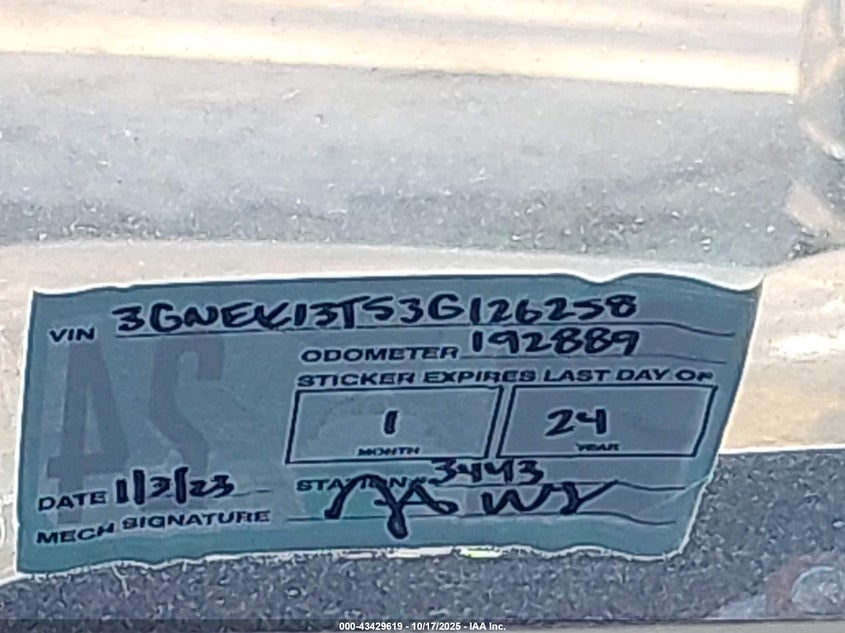 VIN 3GNEK13T53G126258
ODOMETER 192889
STICKER EXPIRES LAST DAY OF
1 24
MONTH YEAR
DATE 1/3/23 STATION 3443
MECH SIGNATURE
24
000-43429619 - 10/17/2025 - IAA Inc.